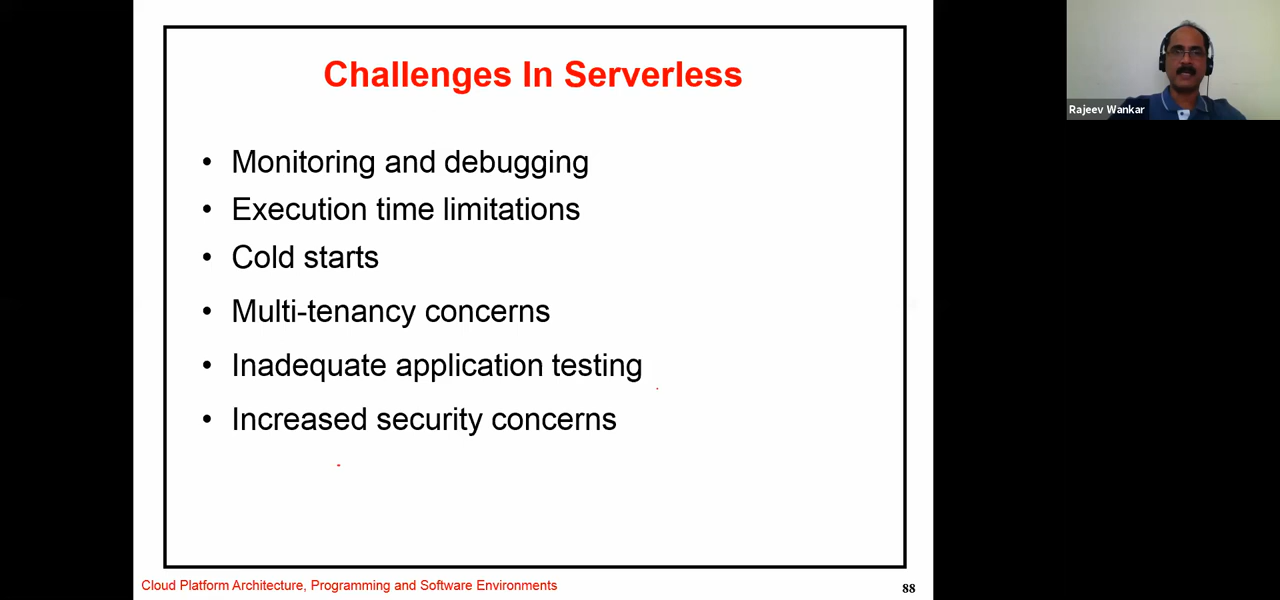 Challenges In Serverless
Rajeev Wankar
• Monitoring and debugging
• Execution time limitations
• Cold starts
• Multi-tenancy concerns
• Inadequate application testing
• Increased security concerns
Cloud Platform Architecture, Programming and Software Environments
88